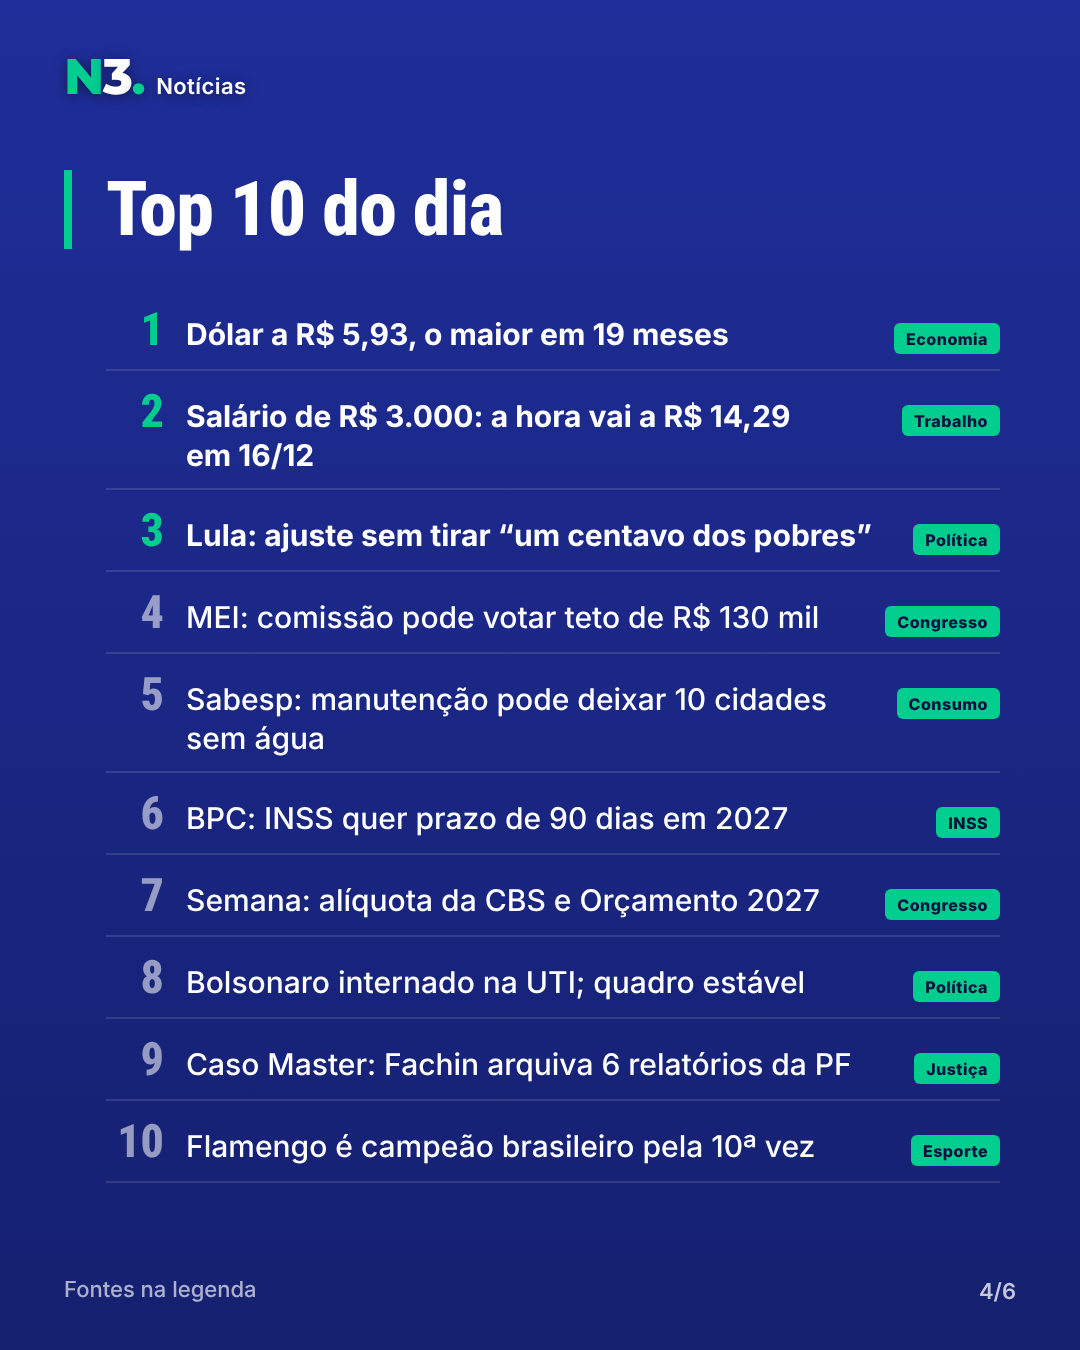 N3. Notícias
Top 10 do dia
1 Dólar a R$ 5,93, o maior em 19 meses Economia
2 Salário de R$ 3.000: a hora vai a R$ 14,29 Trabalho
em 16/12
3 Lula: ajuste sem tirar “um centavo dos pobres” Política
4 MEI: comissão pode votar teto de R$ 130 mil Congresso
5 Sabesp: manutenção pode deixar 10 cidades Consumo
sem água
6 BPC: INSS quer prazo de 90 dias em 2027 INSS
7 Semana: alíquota da CBS e Orçamento 2027 Congresso
8 Bolsonaro internado na UTI; quadro estável Política
9 Caso Master: Fachin arquiva 6 relatórios da PF Justiça
10 Flamengo é campeão brasileiro pela 10ª vez Esporte
Fontes na legenda 4/6